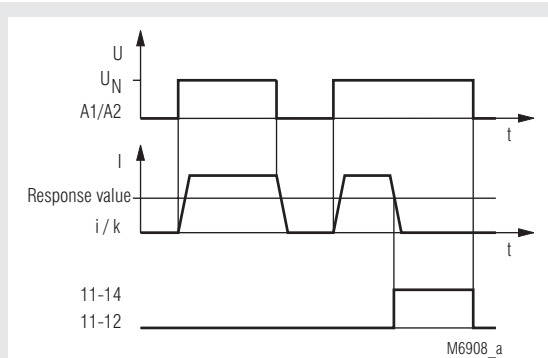 U
U_N
A1/A2
t
I
Response value
i / k
t
11-14
11-12
M6908_a